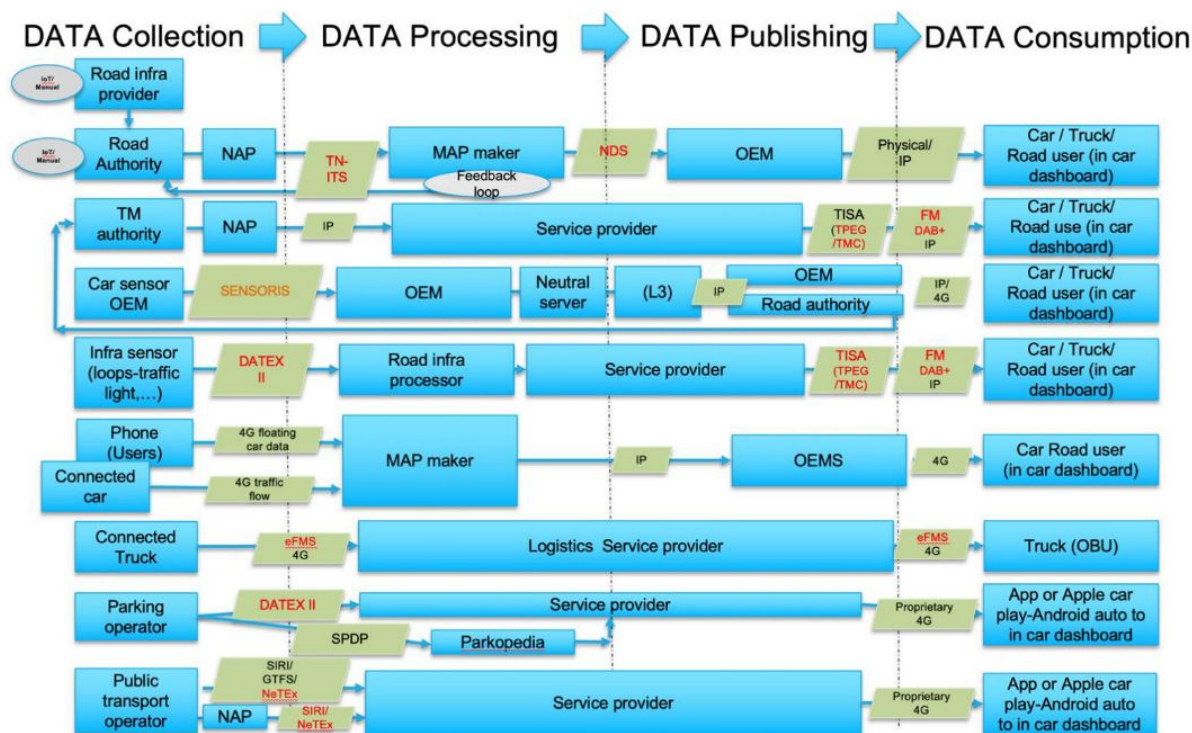 DATA Collection
DATA Processing
DATA Publishing
DATA Consumption
IoT/
Manual
Road infra
provider
IoT/
Manual
Road
Authority
NAP
TN-
ITS
MAP maker
Feedback
loop
NDS
OEM
Physical/
IP
Car / Truck/
Road user (in car
dashboard)
TM
authority
NAP
IP
Service provider
TISA
(TPEG
/TMC)
FM
DAB+
IP
Car / Truck/
Road use (in car
dashboard)
Car sensor
OEM
SENSORIS
OEM
Neutral
server
(L3)
IP
OEM
Road authority
IP/
4G
Car / Truck/
Road user (in car
dashboard)
Infra sensor
(loops-traffic
light,…)
DATEX
II
Road infra
processor
Service provider
TISA
(TPEG
/TMC)
FM
DAB+
IP
Car / Truck/
Road user (in car
dashboard)
Phone
(Users)
4G floating
car data
Connected
car
4G traffic
flow
MAP maker
IP
OEMS
4G
Car Road user
(in car dashboard)
Connected
Truck
eFMS
4G
Logistics Service provider
eFMS
4G
Truck (OBU)
Parking
operator
DATEX II
SPDP
Parkopedia
Service provider
Proprietary
4G
App or Apple car
play-Android auto to
in car dashboard
Public
transport
operator
SIRI/
GTFS/
NeTEx
NAP
SIRI/
NeTEx
Service provider
Proprietary
4G
App or Apple car
play-Android auto
to in car dashboard